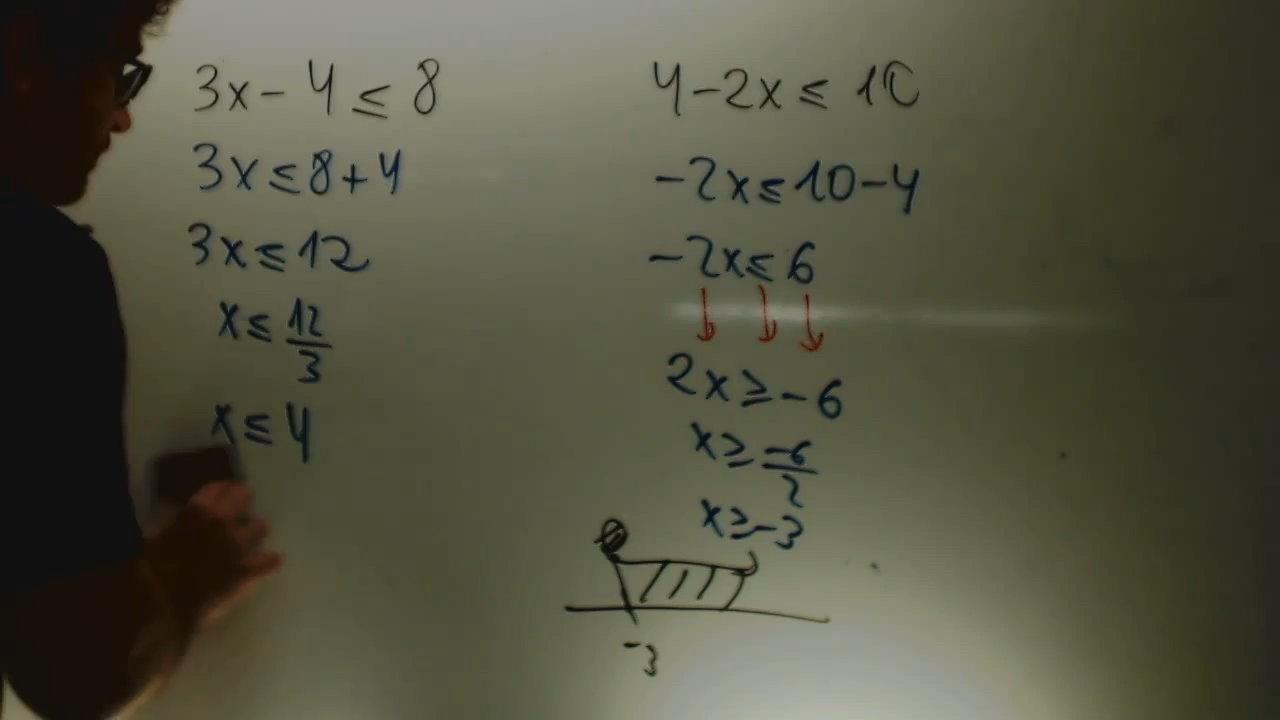 3x - 4 ≤ 8
3x ≤ 8 + 4
3x ≤ 12
x ≤ 12/3
x ≤ 4
4 - 2x ≤ 10
-2x ≤ 10 - 4
-2x ≤ 6
2x ≥ -6
x ≥ -6/2
x ≥ -3
-3